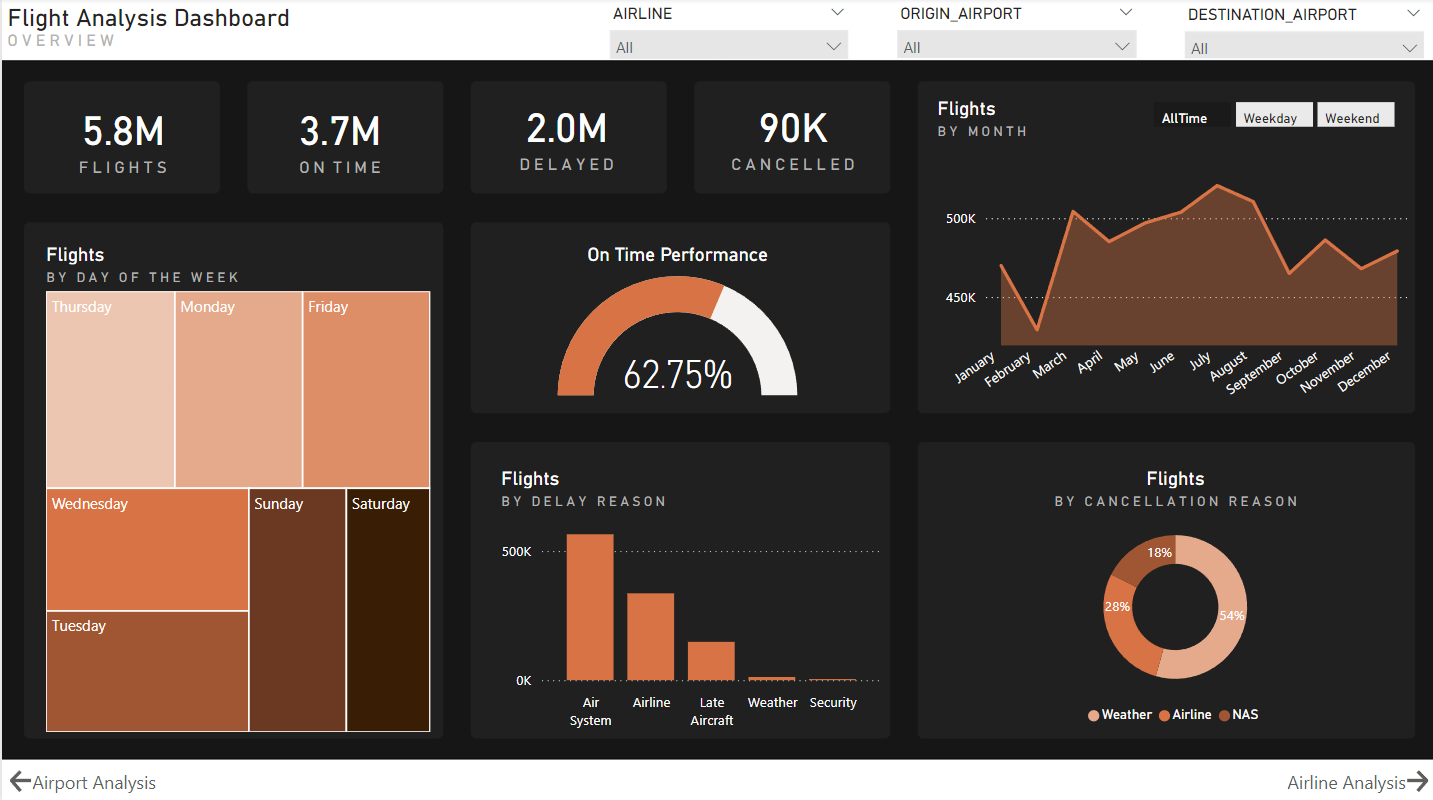 Flight Analysis Dashboard
OVERVIEW
AIRLINE
All
ORIGIN_AIRPORT
All
DESTINATION_AIRPORT
All
5.8M
FLIGHTS
3.7M
ON TIME
2.0M
DELAYED
90K
CANCELLED
Flights
BY MONTH
AllTime
Weekday
Weekend
500K
450K
January
February
March
April
May
June
July
August
September
October
November
December
Flights
BY DAY OF THE WEEK
Thursday
Monday
Friday
Wednesday
Sunday
Saturday
Tuesday
On Time Performance
62.75%
Flights
BY DELAY REASON
500K
0K
Air
System
Airline
Late
Aircraft
Weather
Security
Flights
BY CANCELLATION REASON
18%
28%
54%
Weather
Airline
NAS
Airport Analysis
Airline Analysis